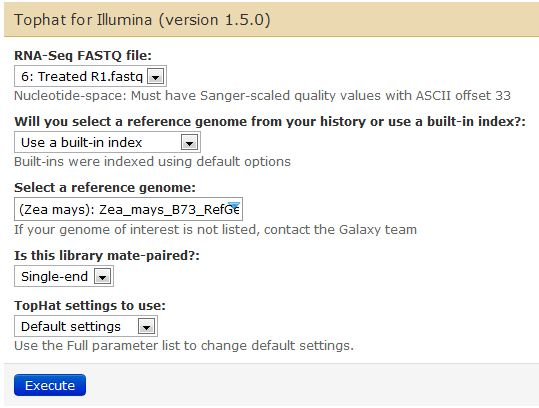 Tophat for Illumina (version 1.5.0)
RNA-Seq FASTQ file:
6: Treated R1.fastq
Nucleotide-space: Must have Sanger-scaled quality values with ASCII offset 33
Will you select a reference genome from your history or use a built-in index?:
Use a built-in index
Built-ins were indexed using default options
Select a reference genome:
(Zea mays): Zea_mays_B73_RefGe
If your genome of interest is not listed, contact the Galaxy team
Is this library mate-paired?:
Single-end
TopHat settings to use:
Default settings
Use the Full parameter list to change default settings.
Execute